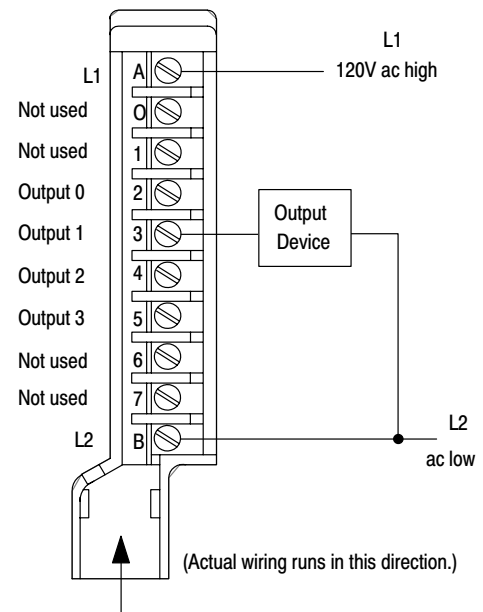 L1
120V ac high
L1 A
Not used O
Not used 1
Output 0 2
Output 1 3
Output Device
Output 2 4
Output 3 5
Not used 6
Not used 7
L2 B
L2
ac low
(Actual wiring runs in this direction.)